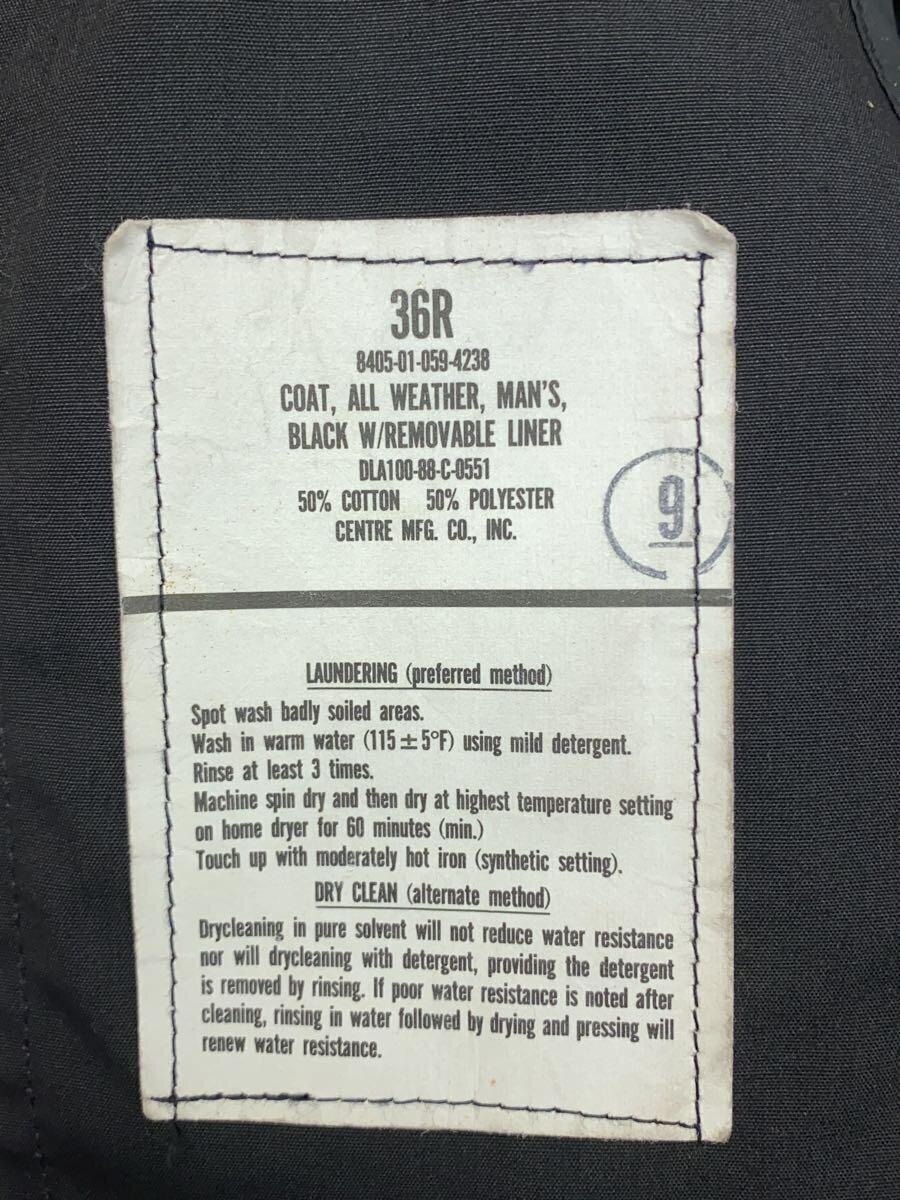 36R
8405-01-059-4238
COAT, ALL WEATHER, MAN'S,
BLACK W/REMOVABLE LINER
DLA100-88-C-0551
50% COTTON 50% POLYESTER
CENTRE MFG. CO., INC.
9
LAUNDERING (preferred method)
Spot wash badly soiled areas.
Wash in warm water (115±5°F) using mild detergent.
Rinse at least 3 times.
Machine spin dry and then dry at highest temperature setting
on home dryer for 60 minutes (min.)
Touch up with moderately hot iron (synthetic setting).
DRY CLEAN (alternate method)
Drycleaning in pure solvent will not reduce water resistance
nor will drycleaning with detergent, providing the detergent
is removed by rinsing. If poor water resistance is noted after
cleaning, rinsing in water followed by drying and pressing will
renew water resistance.